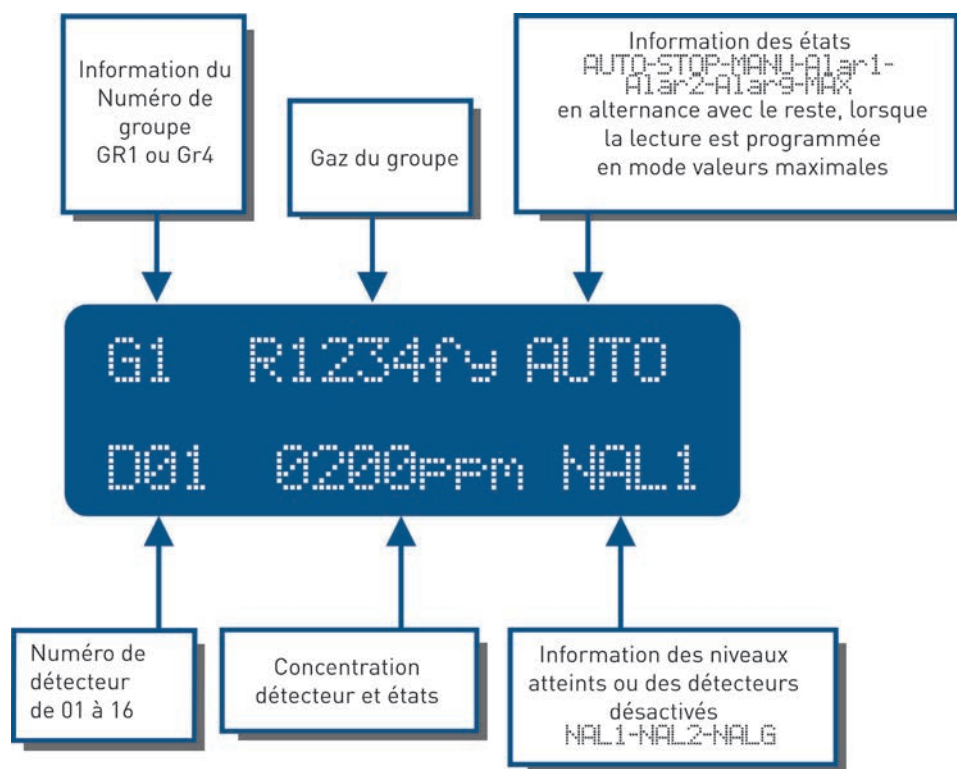 Information du
Numéro de
groupe
GR1 ou Gr4
Gaz du groupe
Information des états
AUTO-STOP-MANU-Alar1-
Alar2-Alar9-MAX
en alternance avec le reste, lorsque
la lecture est programmée
en mode valeurs maximales
G1 R1234fy AUTO
D01 0200ppm NAL1
Numéro de
détecteur
de 01 à 16
Concentration
détecteur et états
Information des niveaux
atteints ou des détecteurs
désactivés
NAL1-NAL2-NALG